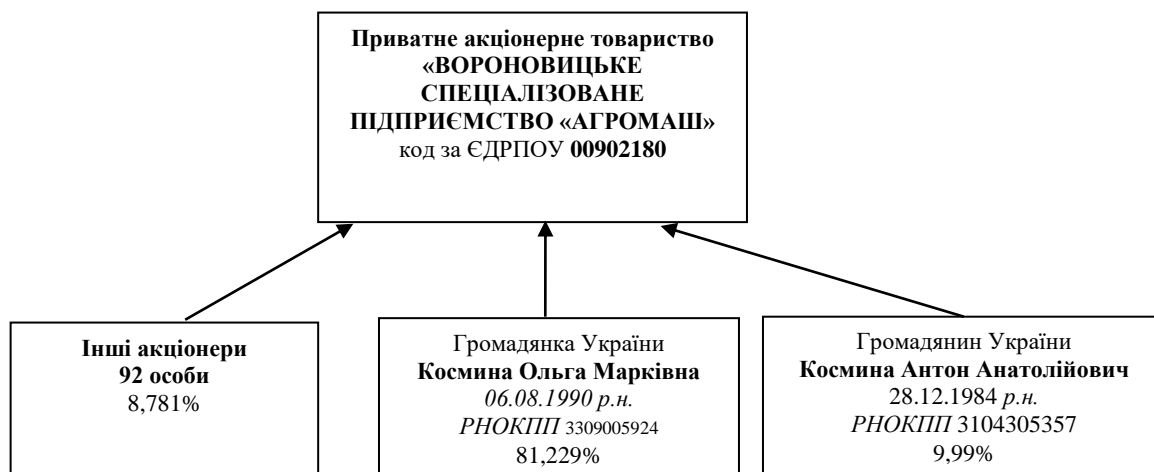 Приватне акціонерне товариство
«ВОРОНОВИЦЬКЕ
СПЕЦІАЛІЗОВАНЕ
ПІДПРИЄМСТВО «АГРОМАШ»
код за ЄДРПОУ 00902180
Інші акціонери
92 особи
8,781%
Громадянка України
Космина Ольга Марківна
06.08.1990 р.н.
РНОКПП 3309005924
81,229%
Громадянин України
Космина Антон Анатолійович
28.12.1984 р.н.
РНОКПП 3104305357
9,99%